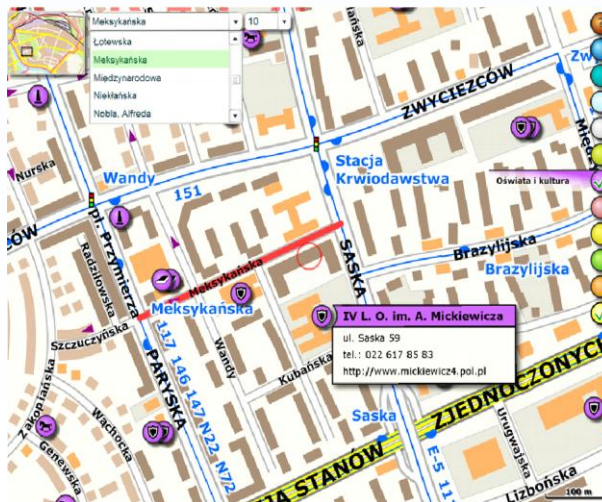 Meksykańska
10
Łotewska
Meksykańska
Międzynarodowa
Niekłańska
Nobla, Alfreda
ZWYCIĘZCÓW
Nurska
Wandy
151
Stacja
Krwiodawstwa
Oświata i kultura
pl. Przymierza
Radziłowska
SASKA
Brazylijska
Brazylijska
Meksykańska
Meksykańska
Szczuczyńska
117 146 147 N22 N72
Wandy
IV L. O. im. A. Mickiewicza
ul. Saska 59
tel.: 022 617 85 83
http://www.mickiewicz4.pol.pl
Kubańska
PARYSKA
Zakopiańska
Wąchocka
Genewska
Saska
ZJEDNOCZONYCH
STANÓW
Urugwajska
E-5 11
Lizbońska
100 m